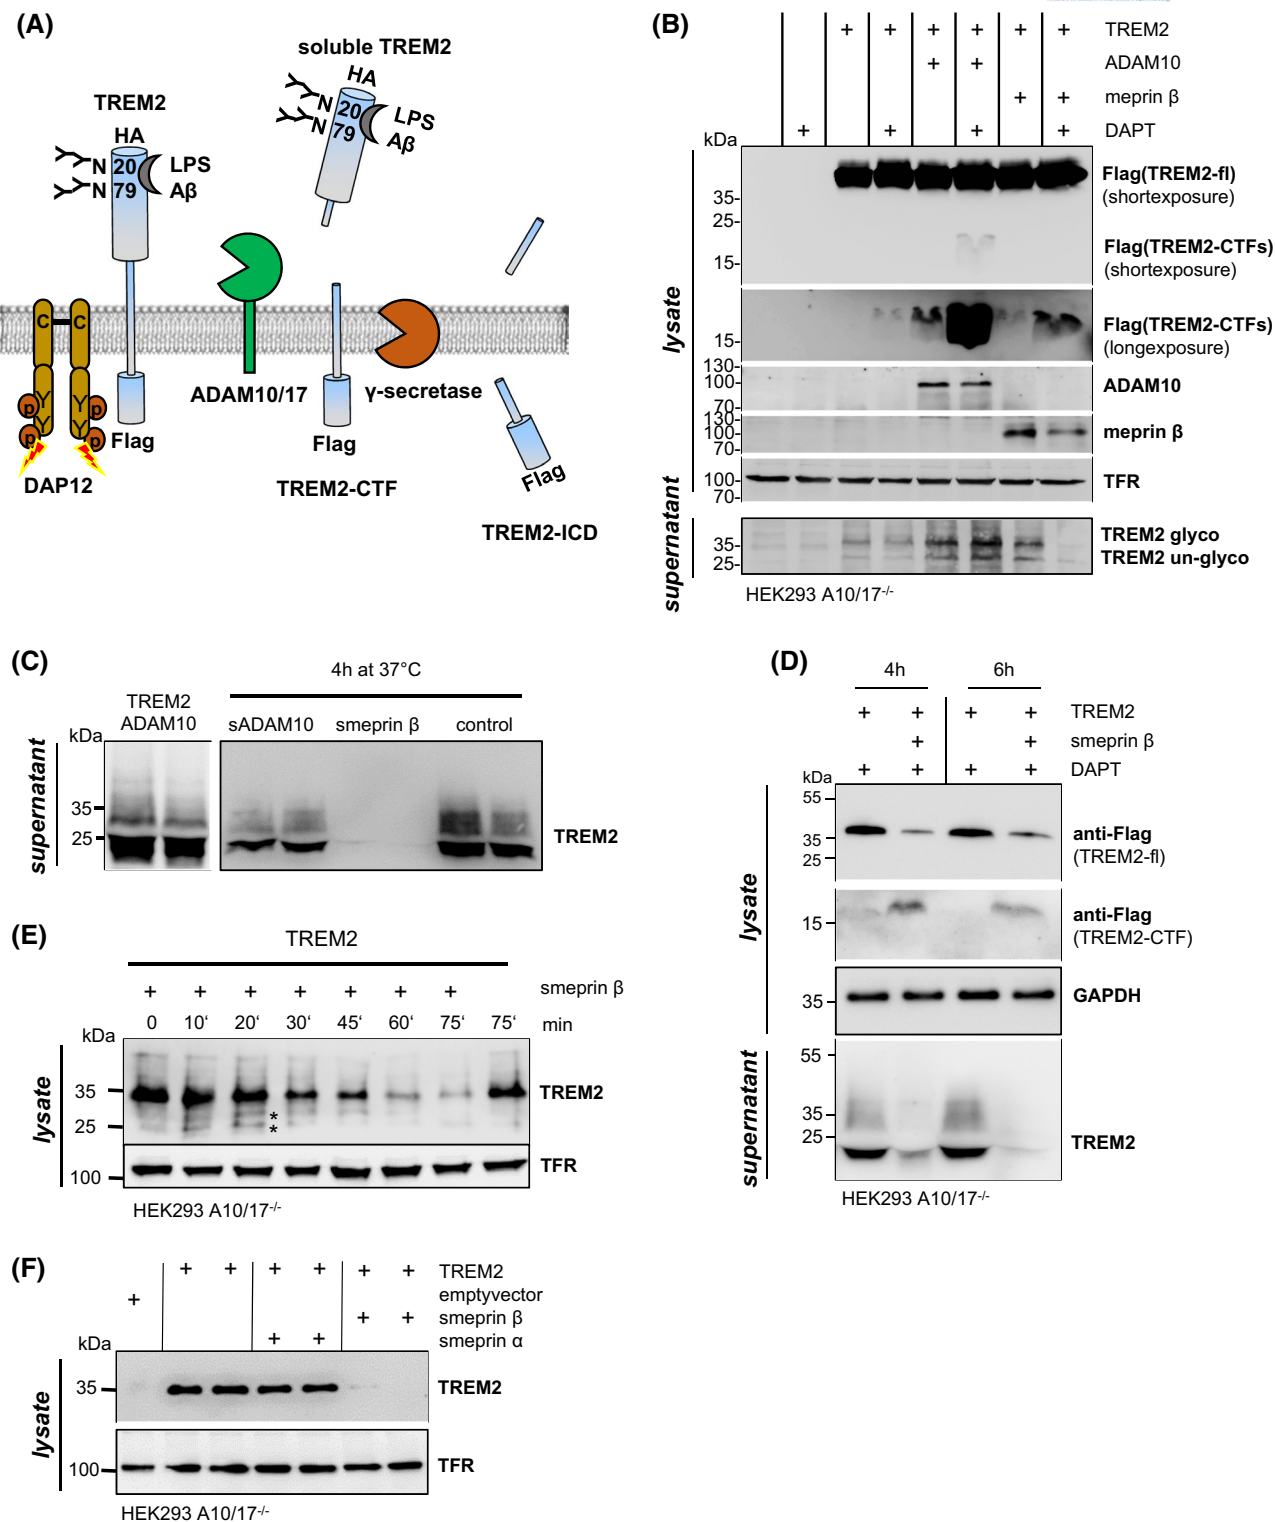 (A)
soluble TREM2
HA
N 20
N 79
LPS
Aβ
TREM2
HA
N 20
N 79
LPS
Aβ
C C
Y Y
Y Y
p p
p p
Flag
DAP12
ADAM10/17
Flag
TREM2-CTF
γ-secretase
Flag
TREM2-ICD
(B)
+ + + + + + TREM2
+ + ADAM10
+ + meprin β
+ + + + DAPT
kDa
lysate
35-
25-
15-
Flag(TREM2-fl)
(shortexposure)
Flag(TREM2-CTFs)
(shortexposure)
15-
Flag(TREM2-CTFs)
(longexposure)
130-
100-
70-
ADAM10
130-
100-
70-
meprin β
100-
70-
TFR
supernatant
35-
25-
TREM2 glyco
TREM2 un-glyco
HEK293 A10/17-/-
(C)
4h at 37°C
TREM2
ADAM10
sADAM10 smeprin β control
kDa
supernatant
35
25
TREM2
(D)
4h 6h
+ + + + TREM2
+ + smeprin β
+ + + + DAPT
kDa
lysate
55
35
25
anti-Flag
(TREM2-fl)
15
anti-Flag
(TREM2-CTF)
35
GAPDH
supernatant
55
35
25
TREM2
HEK293 A10/17-/-
(E)
TREM2
+ + + + + + + smeprin β
0 10‘ 20‘ 30‘ 45‘ 60‘ 75‘ 75‘ min
kDa
lysate
35
25
*
*
TREM2
100
TFR
HEK293 A10/17-/-
(F)
+ + + + + + TREM2
+ emptyvector
+ + smeprin β
+ + smeprin α
kDa
lysate
35
TREM2
100
TFR
HEK293 A10/17-/-